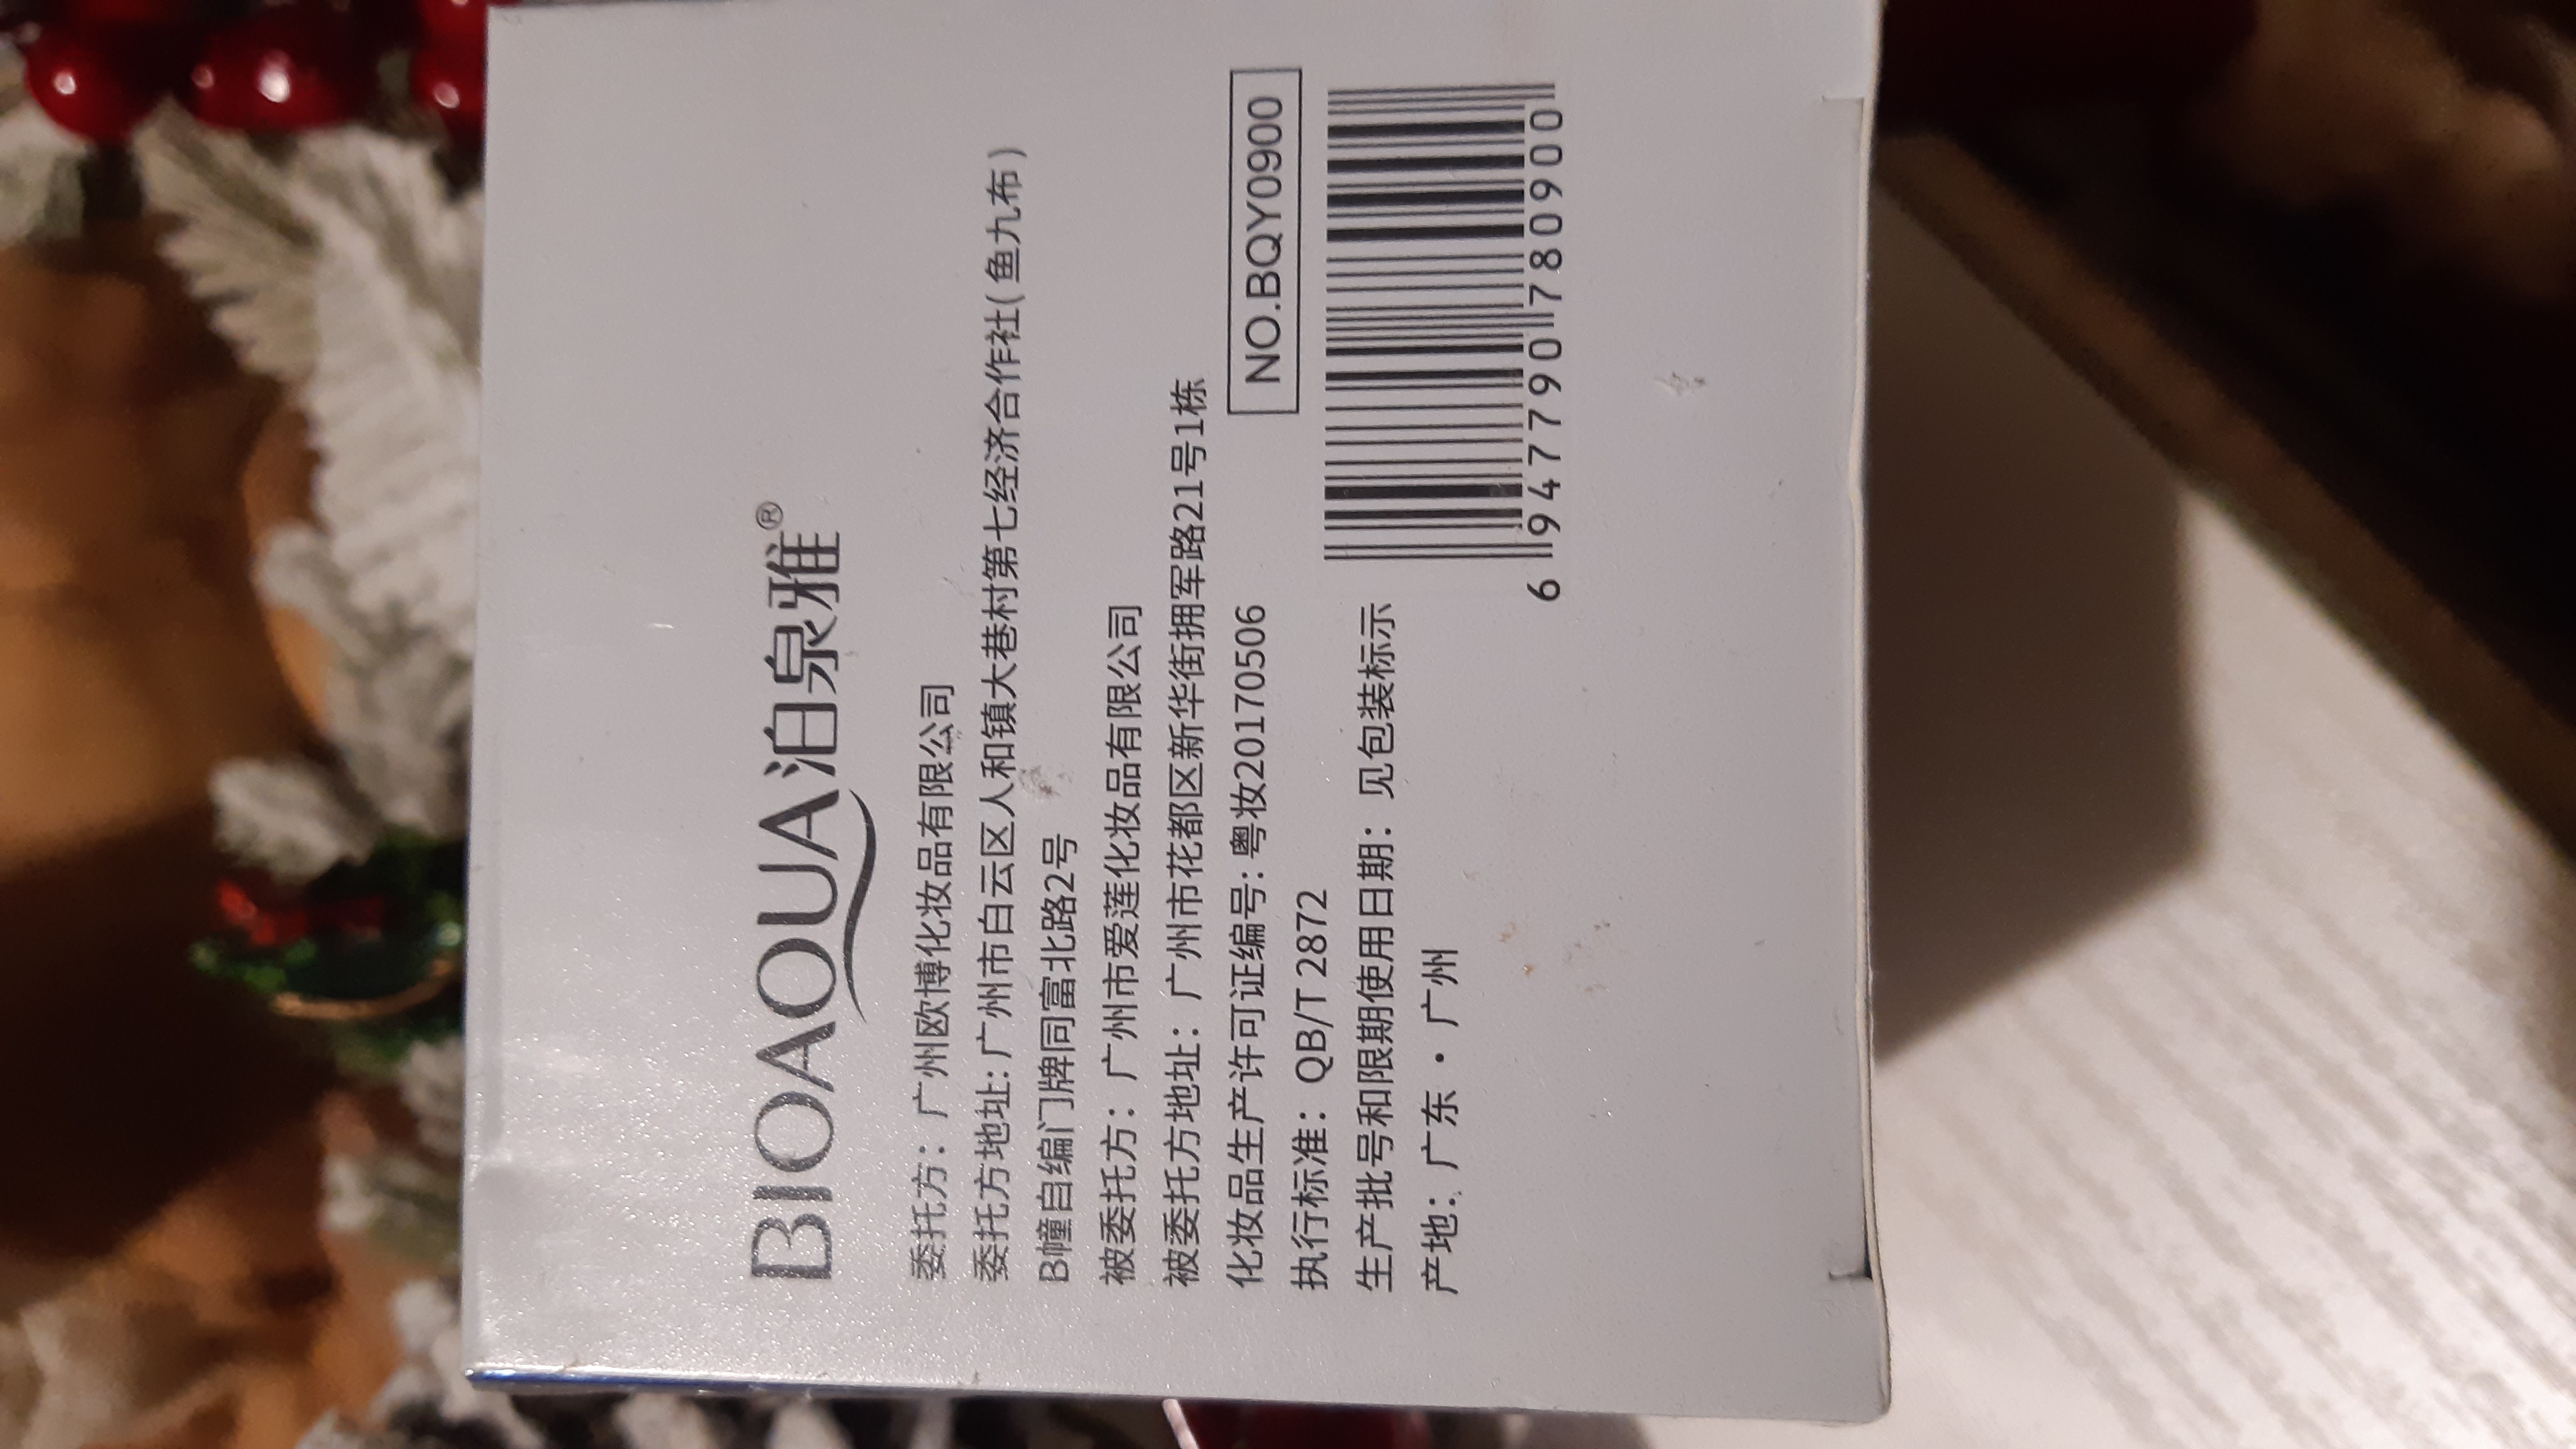 BIOAQUA泊泉雅®
委托方：广州欧博化妆品有限公司
委托方地址：广州市白云区人和镇大巷村第七经济合作社（鱼九布）
B幢自编门牌同富北路2号
被委托方：广州市爱莲化妆品有限公司
被委托方地址：广州市花都区新华街拥军路21号1栋
化妆品生产许可证编号：粤妆20170506
执行标准：QB/T 2872
生产批号和限期使用日期：见包装标示
产地：广东·广州
NO.BQY0900
6 947790 780900